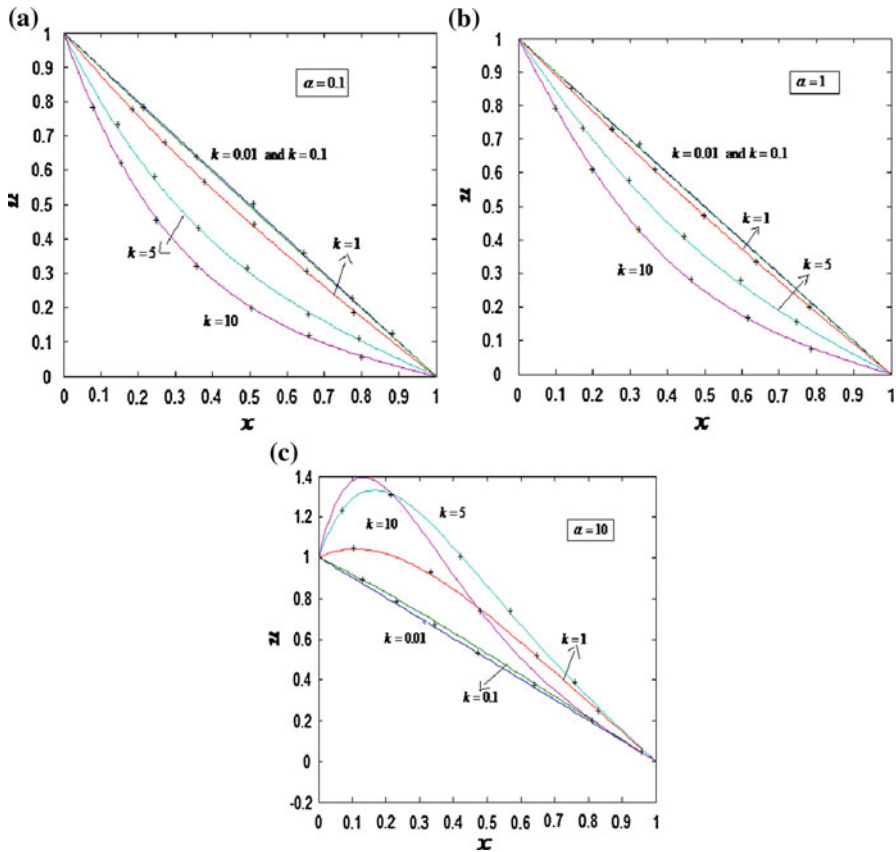 (a)
1
0.9
0.8
0.7
0.6
0.5
0.4
0.3
0.2
0.1
0
u
α = 0.1
k = 0.01 and k = 0.1
k = 5
k = 1
k = 10
0 0.1 0.2 0.3 0.4 0.5 0.6 0.7 0.8 0.9 1
x
(b)
1
0.9
0.8
0.7
0.6
0.5
0.4
0.3
0.2
0.1
0
u
α = 1
k = 0.01 and k = 0.1
k = 1
k = 10
k = 5
0 0.1 0.2 0.3 0.4 0.5 0.6 0.7 0.8 0.9 1
x
(c)
1.4
1.2
1
0.8
0.6
0.4
0.2
0
-0.2
u
k = 5
k = 10
α = 10
k = 0.01
k = 1
k = 0.1
0 0.1 0.2 0.3 0.4 0.5 0.6 0.7 0.8 0.9 1
x